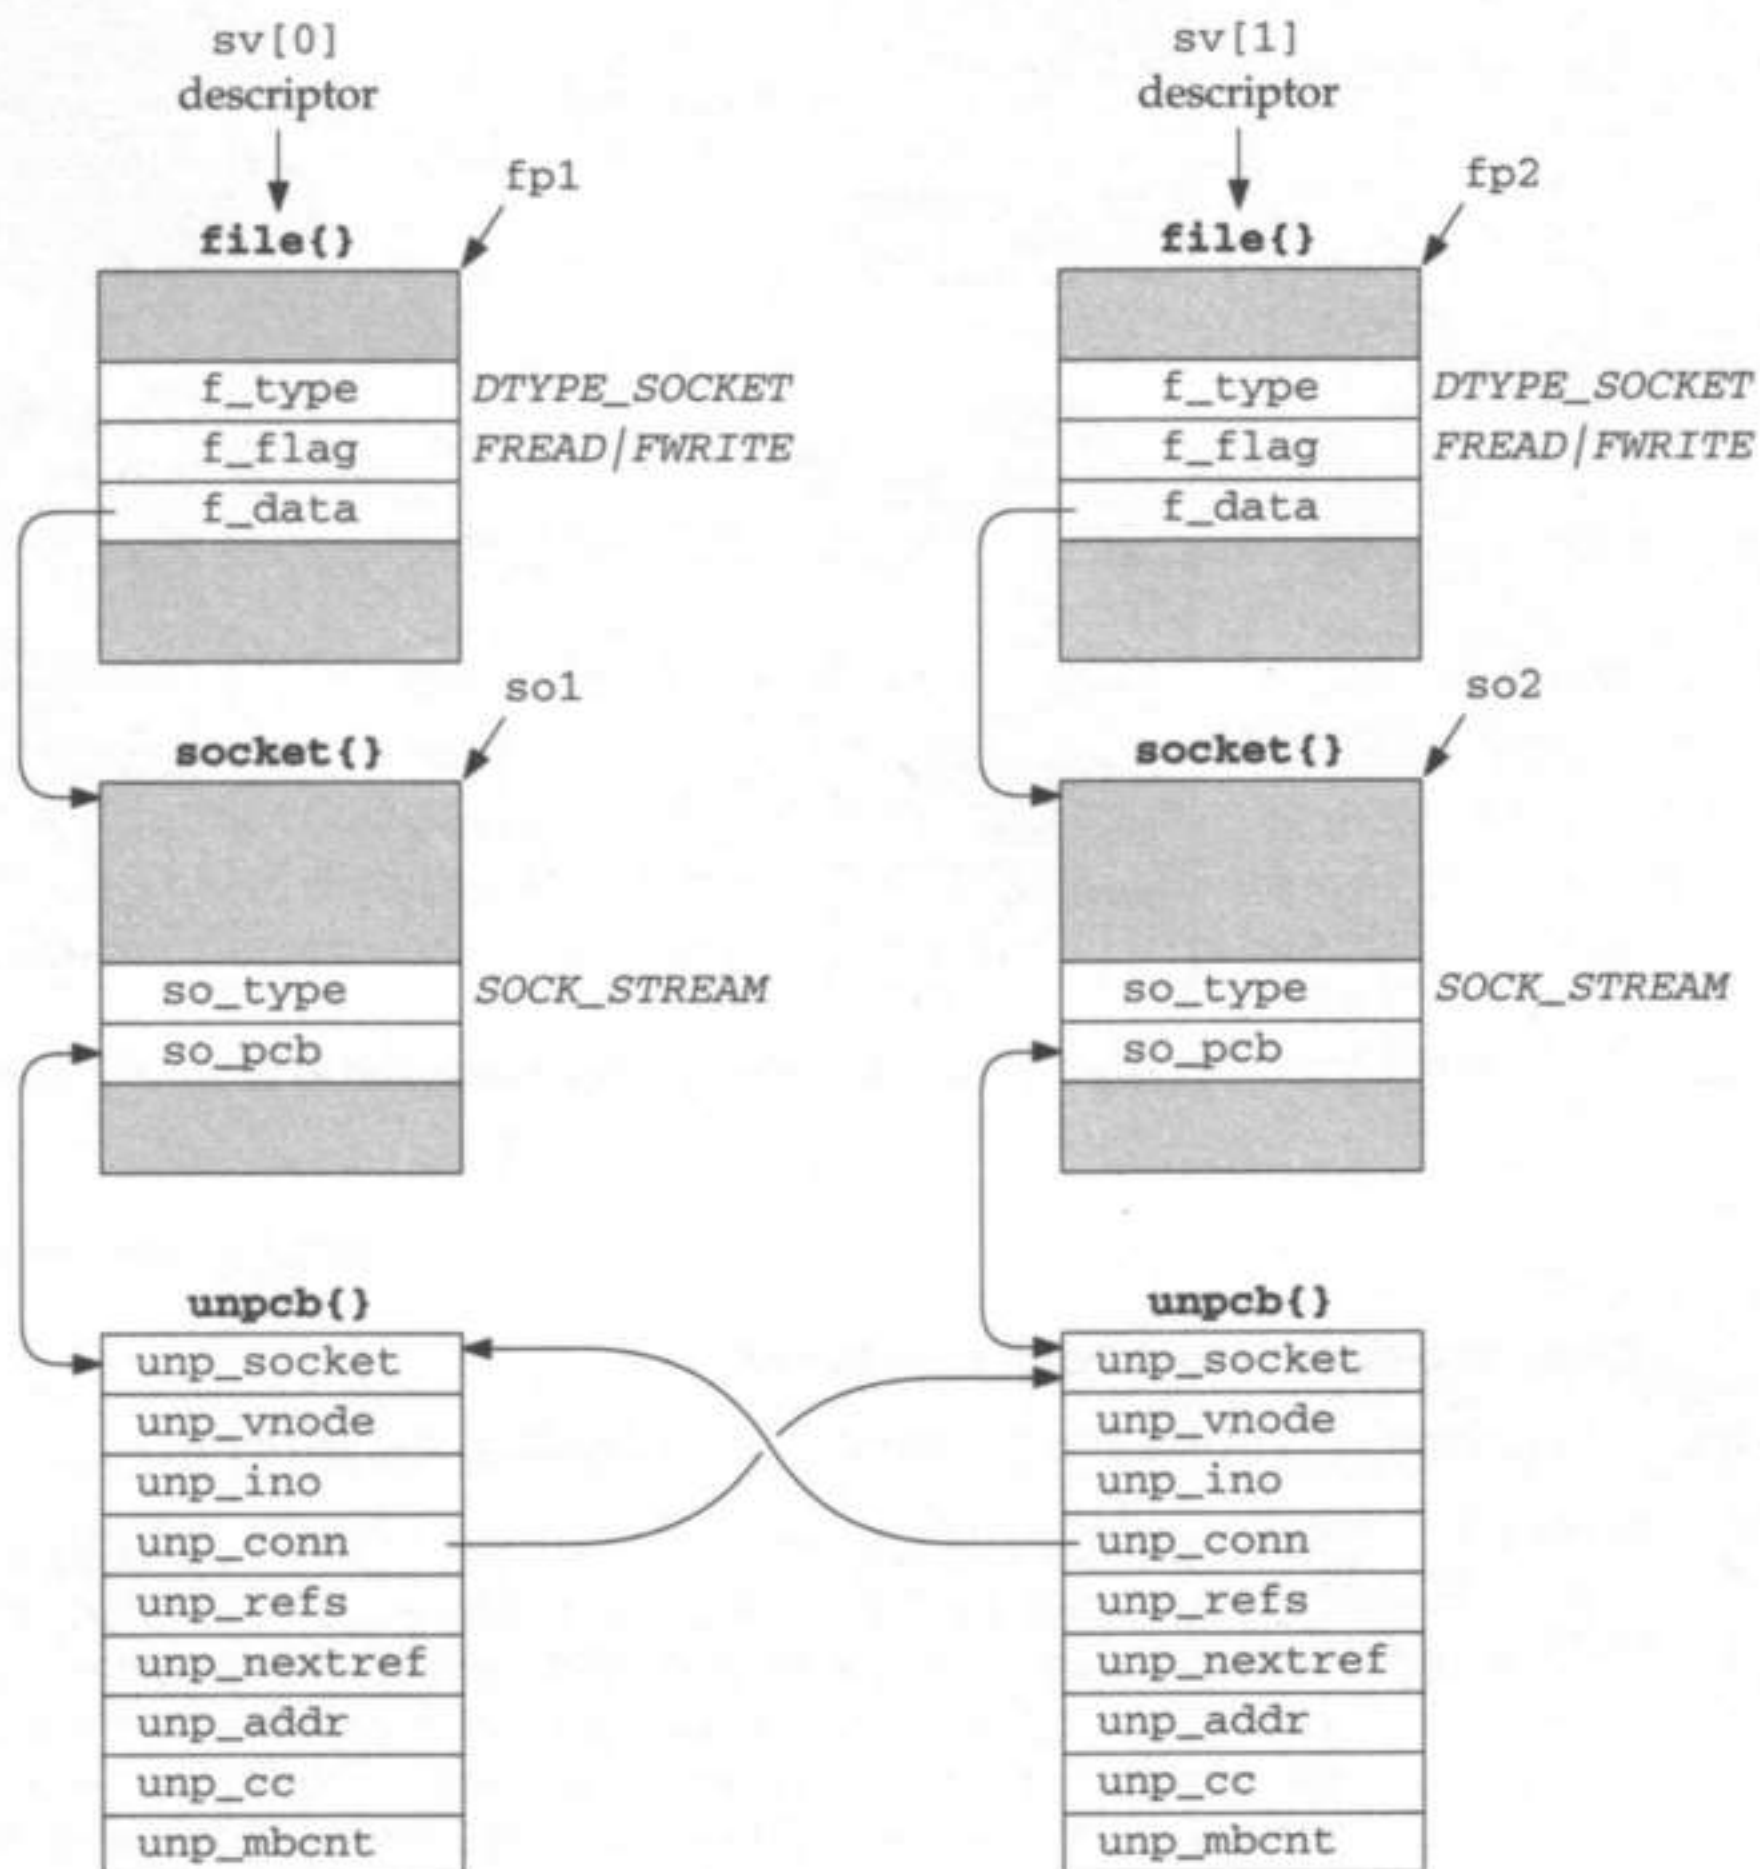 sv[0]
descriptor
fp1
file{}
f_type DTYPE_SOCKET
f_flag FREAD|FWRITE
f_data
so1
socket{}
so_type SOCK_STREAM
so_pcb
unpcb{}
unp_socket
unp_vnode
unp_ino
unp_conn
unp_refs
unp_nextref
unp_addr
unp_cc
unp_mbcnt
sv[1]
descriptor
fp2
file{}
f_type DTYPE_SOCKET
f_flag FREAD|FWRITE
f_data
so2
socket{}
so_type SOCK_STREAM
so_pcb
unpcb{}
unp_socket
unp_vnode
unp_ino
unp_conn
unp_refs
unp_nextref
unp_addr
unp_cc
unp_mbcnt